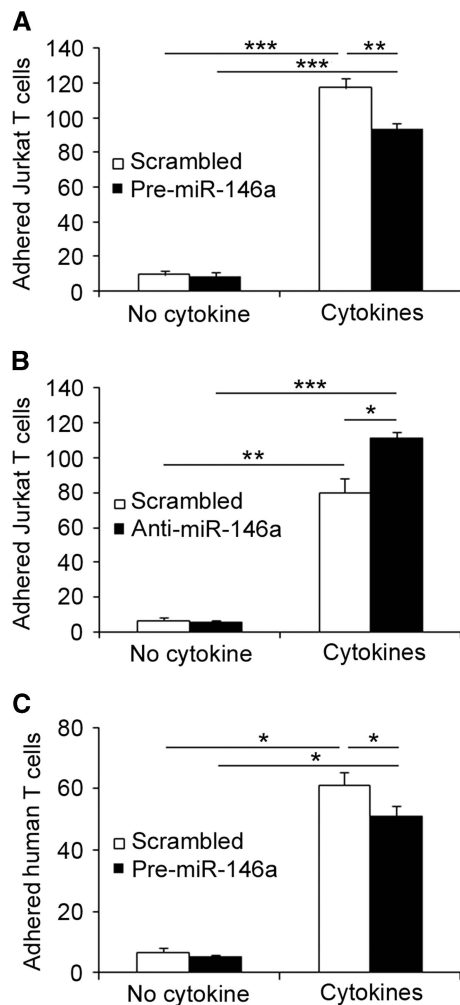 A
Adhered Jurkat T cells
140
120
100
80
60
40
20
0
*** **
***
Scrambled
Pre-miR-146a
No cytokine Cytokines
B
Adhered Jurkat T cells
140
120
100
80
60
40
20
0
***
*
**
Scrambled
Anti-miR-146a
No cytokine Cytokines
C
Adhered human T cells
80
60
40
20
0
* *
*
Scrambled
Pre-miR-146a
No cytokine Cytokines